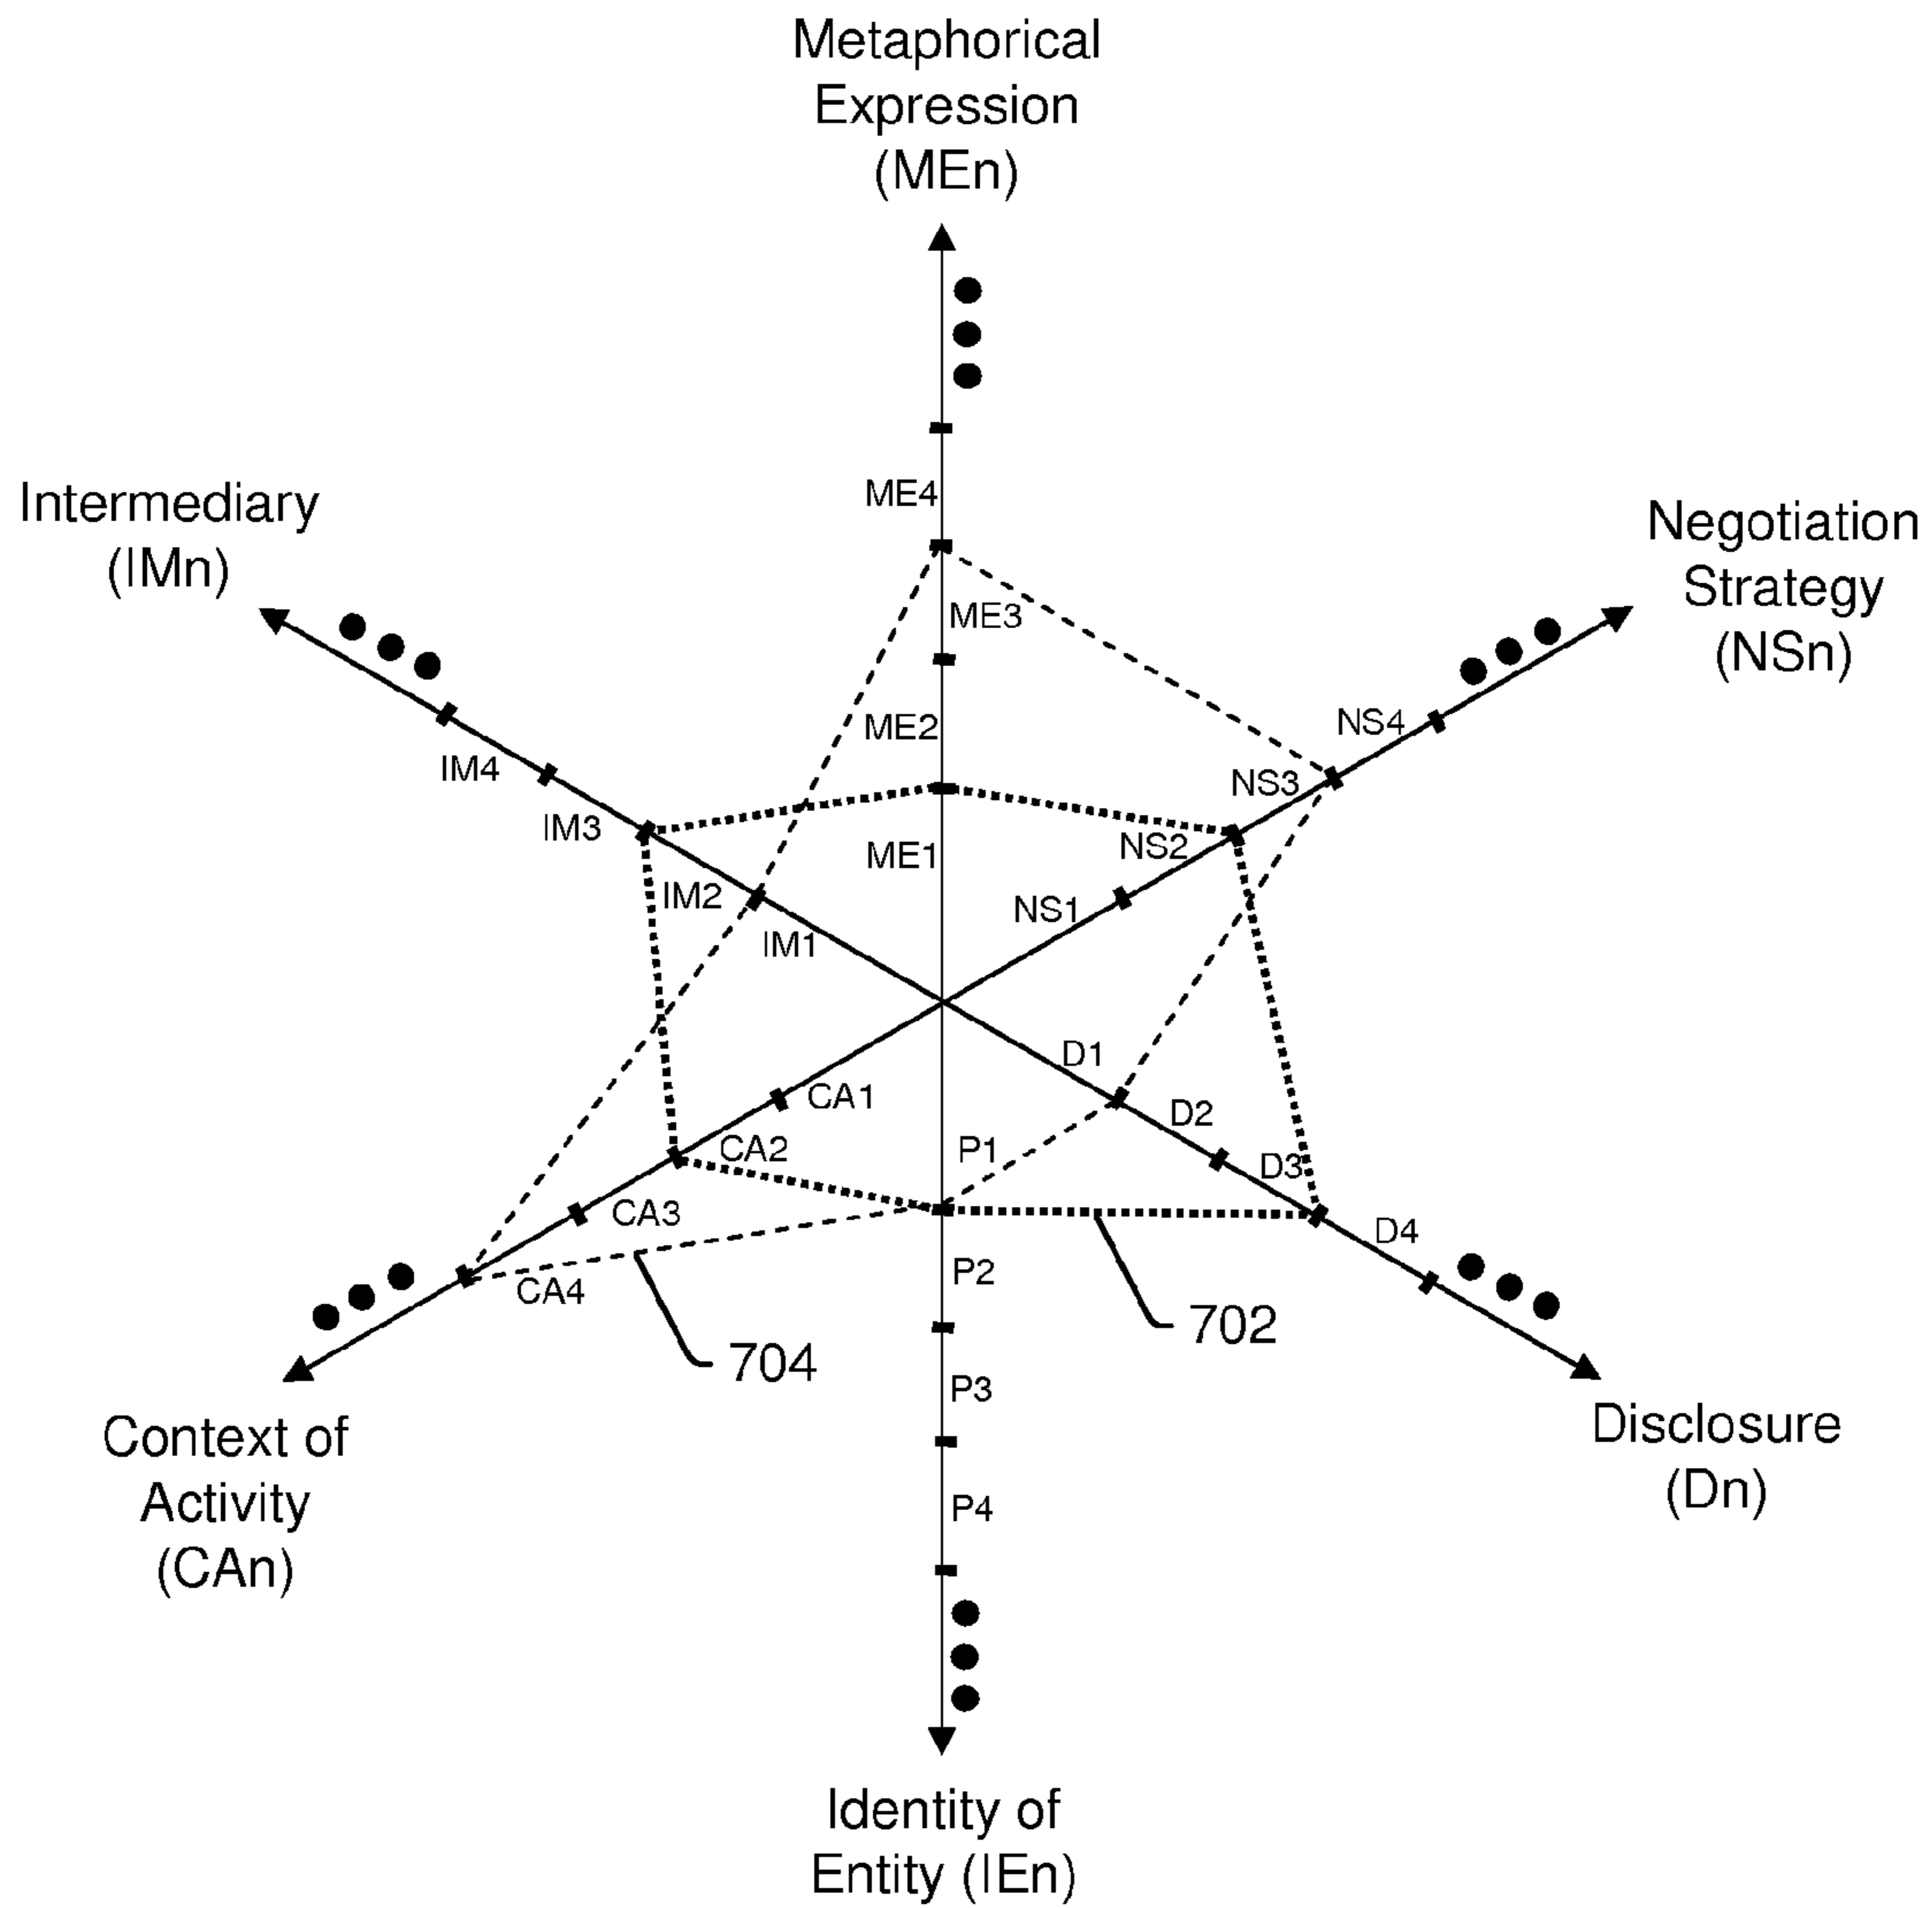 Metaphorical
Expression
(MEn)
Intermediary
(IMn)
Negotiation
Strategy
(NSn)
ME4
ME3
ME2
ME1
NS4
NS3
NS2
NS1
IM4
IM3
IM2
IM1
D1
D2
D3
D4
CA1
CA2
CA3
CA4
P1
P2
P3
P4
702
704
Context of
Activity
(CAn)
Disclosure
(Dn)
Identity of
Entity (IEn)